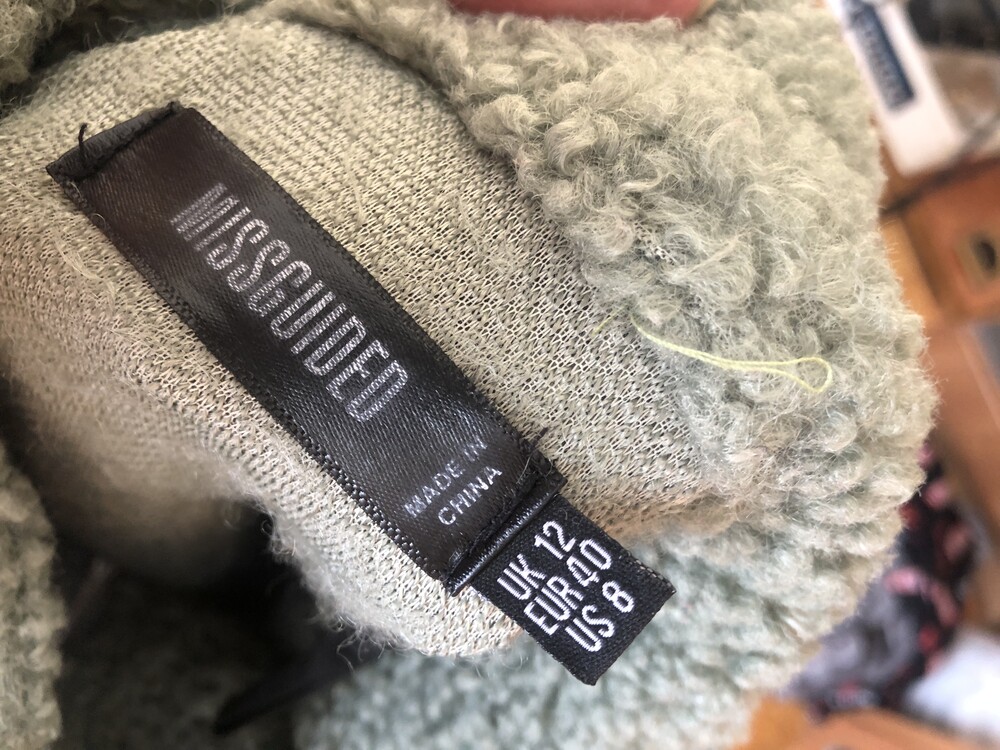 MISSGUIDED
MADE IN
CHINA
UK 12
EUR 40
US 8